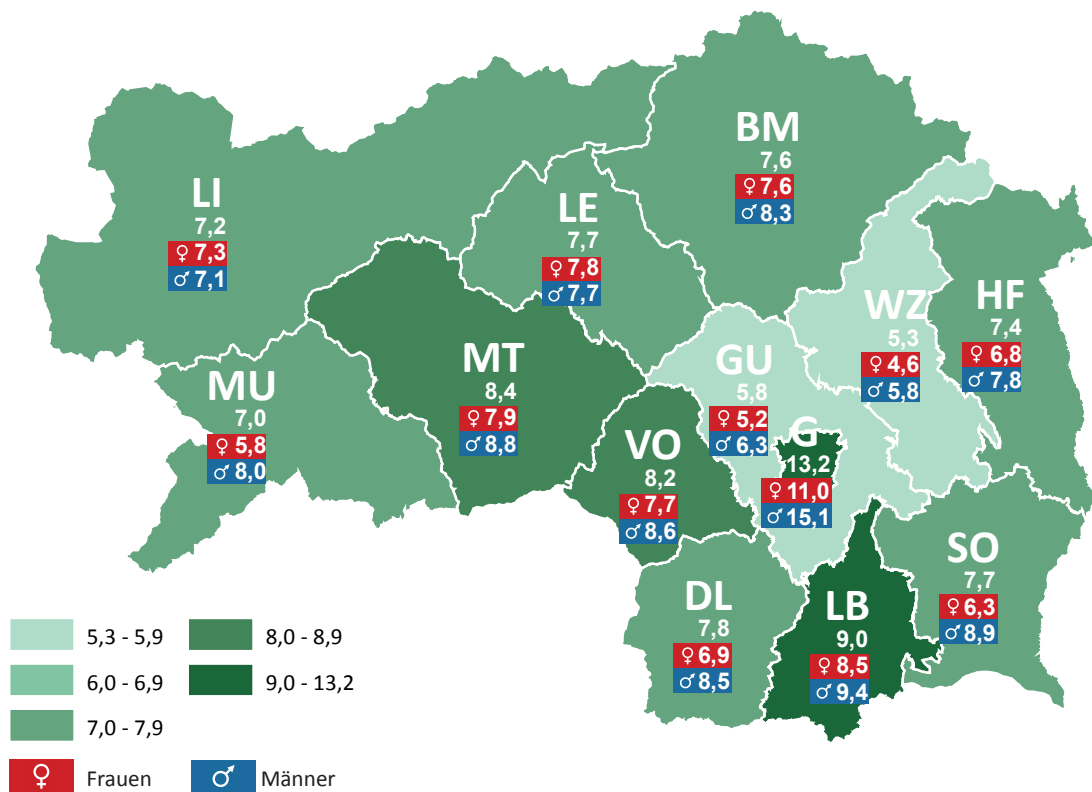 BM
7,6
♀ 7,6
♂ 8,3
LI
7,2
♀ 7,3
♂ 7,1
LE
7,7
♀ 7,8
♂ 7,7
WZ
5,3
♀ 4,6
♂ 5,8
HF
7,4
♀ 6,8
♂ 7,8
MT
8,4
♀ 7,9
♂ 8,8
GU
5,8
♀ 5,2
♂ 6,3
MU
7,0
♀ 5,8
♂ 8,0
G
13,2
♀ 11,0
♂ 15,1
VO
8,2
♀ 7,7
♂ 8,6
SO
7,7
♀ 6,3
♂ 8,9
DL
7,8
♀ 6,9
♂ 8,5
LB
9,0
♀ 8,5
♂ 9,4
5,3 - 5,9
6,0 - 6,9
7,0 - 7,9
8,0 - 8,9
9,0 - 13,2
♀ Frauen
♂ Männer